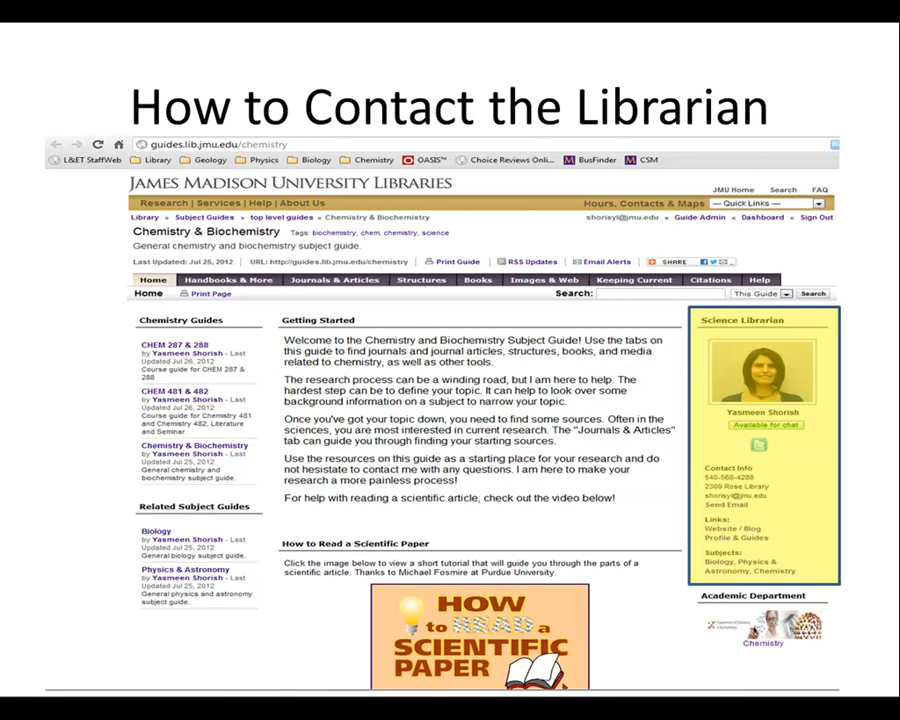 How to Contact the Librarian
guides.lib.jmu.edu/chemistry
L&ET StaffWeb Library Geology Physics Biology Chemistry OASIS™ Choice Reviews Onli... BusFinder CSM
JAMES MADISON UNIVERSITY LIBRARIES
JMU Home Search FAQ
Research | Services | Help | About Us Hours, Contacts & Maps — Quick Links —
Library » Subject Guides » top level guides » Chemistry & Biochemistry shorisyl@jmu.edu Guide Admin Dashboard Sign Out
Chemistry & Biochemistry Tags: biochemistry, chem, chemistry, science
General chemistry and biochemistry subject guide.
Last Updated: Jul 25, 2012 URL: http://guides.lib.jmu.edu/chemistry Print Guide RSS Updates Email Alerts SHARE
Home Handbooks & More Journals & Articles Structures Books Images & Web Keeping Current Citations Help
Home Print Page Search: This Guide Search
Chemistry Guides
CHEM 287 & 288
by Yasmeen Shorish - Last
Updated Jul 26, 2012
Course guide for CHEM 287 &
288
CHEM 481 & 482
by Yasmeen Shorish - Last
Updated Jul 26, 2012
Course guide for Chemistry 481
and Chemistry 482, Literature
and Seminar.
Chemistry & Biochemistry
by Yasmeen Shorish - Last
Updated Jul 25, 2012
General chemistry and
biochemistry subject guide.
Related Subject Guides
Biology
by Yasmeen Shorish - Last
Updated Jul 25, 2012
General biology subject guide.
Physics & Astronomy
by Yasmeen Shorish - Last
Updated Jul 25, 2012
General physics and astronomy
subject guide.
Getting Started
Welcome to the Chemistry and Biochemistry Subject Guide! Use the tabs on
this guide to find journals and journal articles, structures, books, and media
related to chemistry, as well as other tools.
The research process can be a winding road, but I am here to help. The
hardest step can be to define your topic. It can help to look over some
background information on a subject to narrow your topic.
Once you've got your topic down, you need to find some sources. Often in the
sciences, you are most interested in current research. The "Journals & Articles"
tab can guide you through finding your starting sources.
Use the resources on this guide as a starting place for your research and do
not hesistate to contact me with any questions. I am here to make your
research a more painless process!
For help with reading a scientific article, check out the video below!
How to Read a Scientific Paper
Click the image below to view a short tutorial that will guide you through the parts of a
scientific article. Thanks to Michael Fosmire at Purdue University.
HOW
to READ a
SCIENTIFIC
PAPER
Science Librarian
Yasmeen Shorish
Available for chat
Contact Info
540-568-4288
2309 Rose Library
shorisyl@jmu.edu
Send Email
Links:
Website / Blog
Profile & Guides
Subjects:
Biology, Physics &
Astronomy, Chemistry
Academic Department
Chemistry